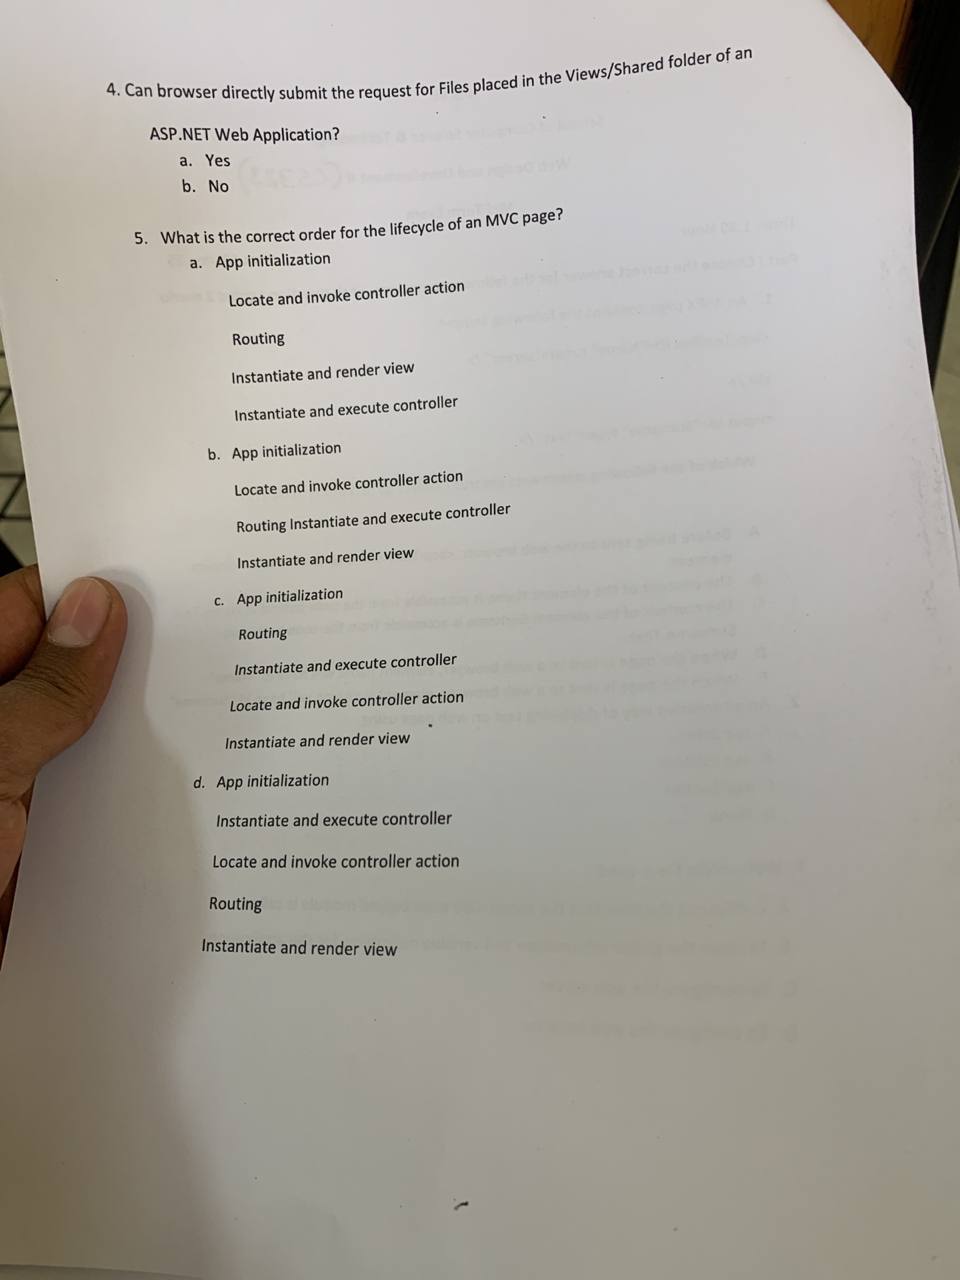 4. Can browser directly submit the request for Files placed in the Views/Shared folder of an
ASP.NET Web Application?
a. Yes
b. No
5. What is the correct order for the lifecycle of an MVC page?
a. App initialization
Locate and invoke controller action
Routing
Instantiate and render view
Instantiate and execute controller
b. App initialization
Locate and invoke controller action
Routing Instantiate and execute controller
Instantiate and render view
c. App initialization
Routing
Instantiate and execute controller
Locate and invoke controller action
Instantiate and render view
d. App initialization
Instantiate and execute controller
Locate and invoke controller action
Routing
Instantiate and render view